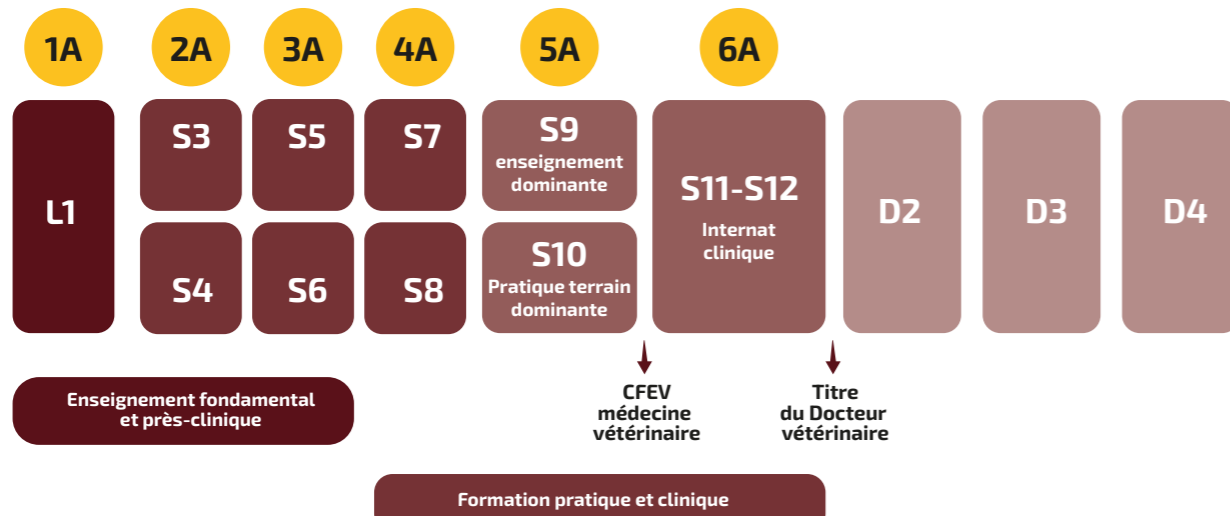 1A
2A
3A
4A
5A
6A
L1
S3
S4
S5
S6
S7
S8
S9
enseignement
dominante
S10
Pratique terrain
dominante
S11-S12
Internat
clinique
D2
D3
D4
CFEV
médecine
vétérinaire
Titre
du Docteur
vétérinaire
Enseignement fondamental
et près-clinique
Formation pratique et clinique